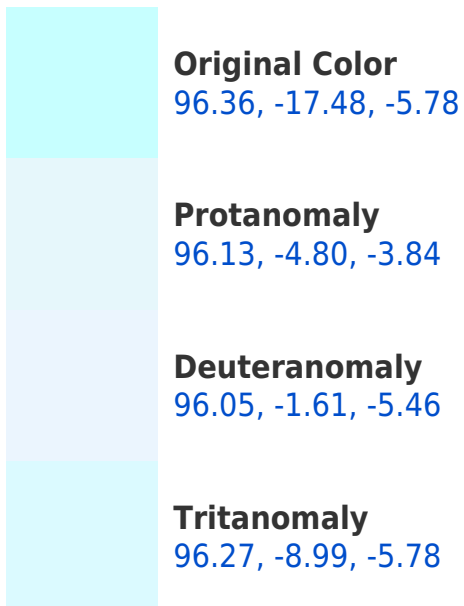 Original Color
96.36, -17.48, -5.78
Protanomaly
96.13, -4.80, -3.84
Deuteranomaly
96.05, -1.61, -5.46
Tritanomaly
96.27, -8.99, -5.78